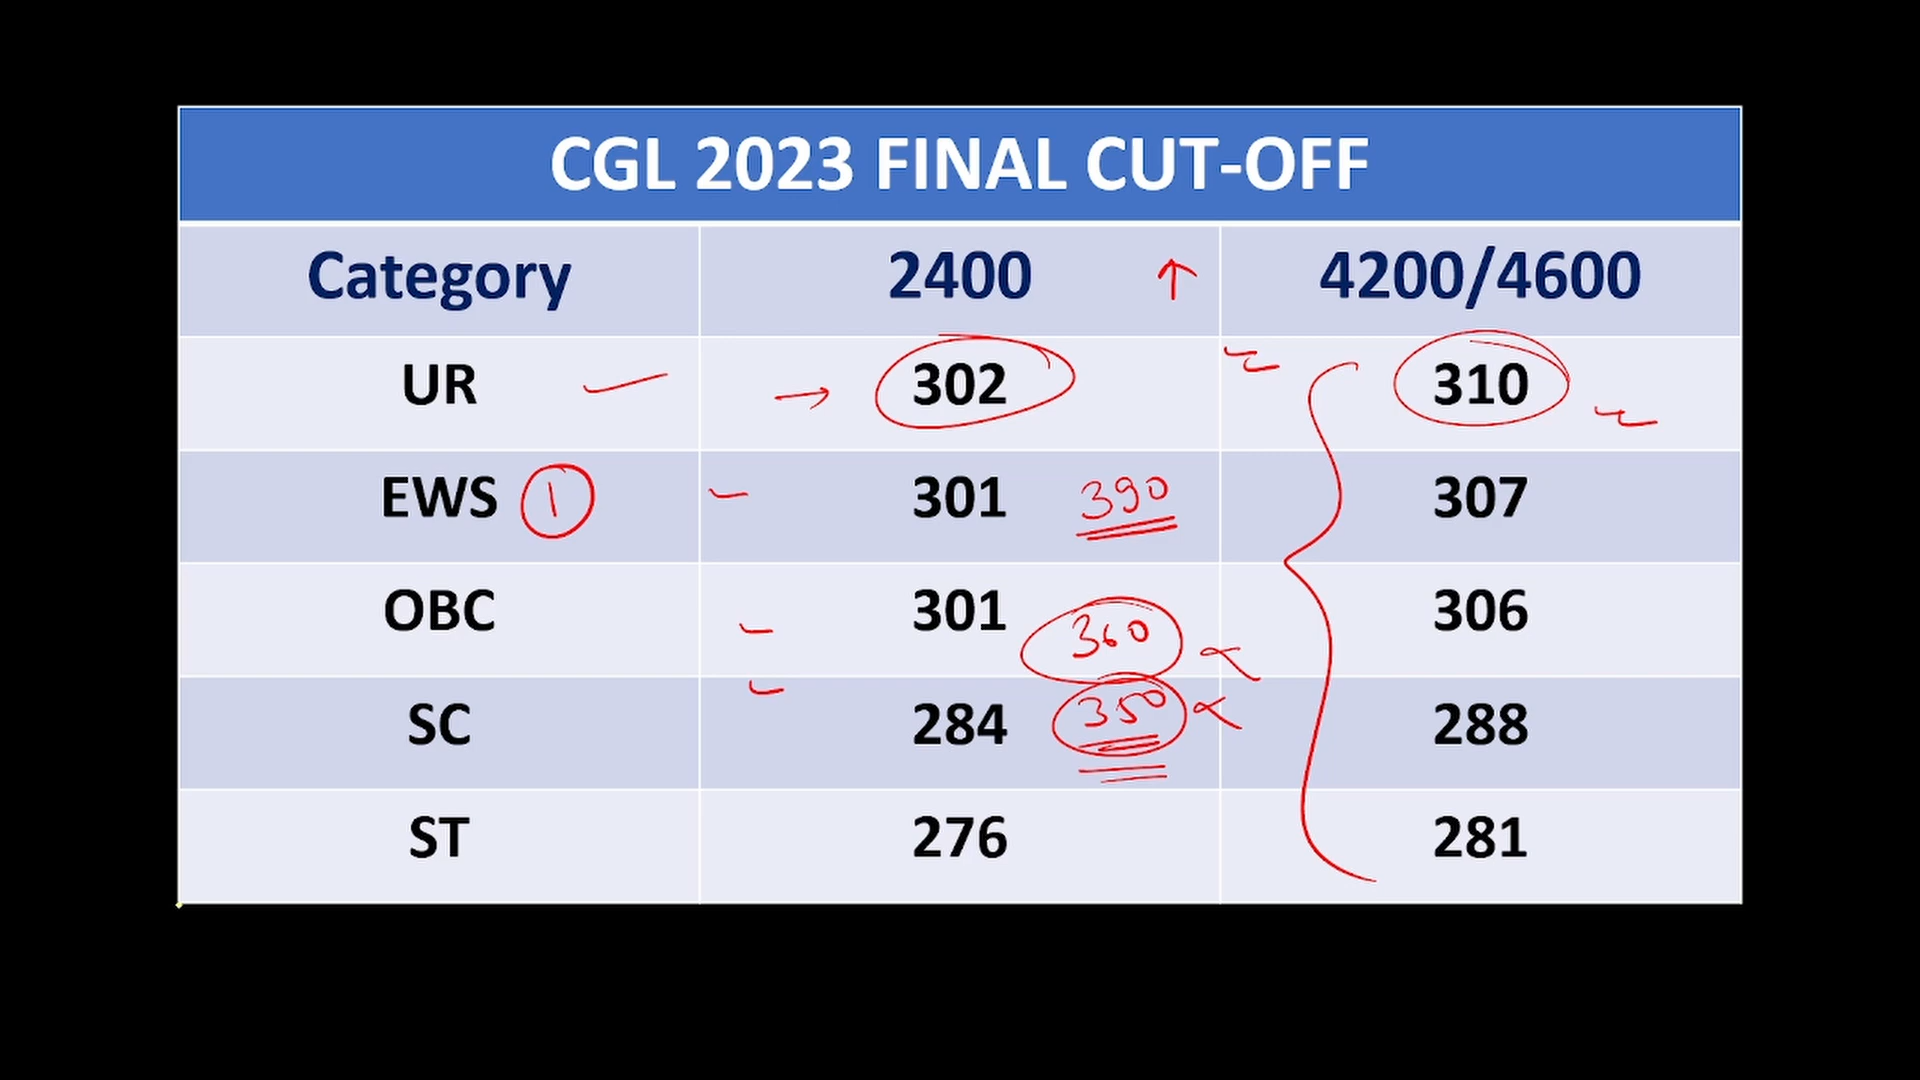 CGL 2023 FINAL CUT-OFF
Category 2400 4200/4600
UR 302 310
EWS 1 301 390 307
OBC 301 360 306
SC 284 350 288
ST 276 281